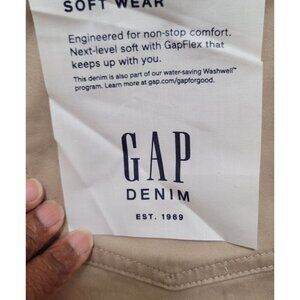 SOFT WEAR
Engineered for non-stop comfort.
Next-level soft with GapFlex that
keeps up with you.
This denim is also part of our water-saving Washwell™
program. Learn more at gap.com/gapforgood.
GAP
DENIM
EST. 1969